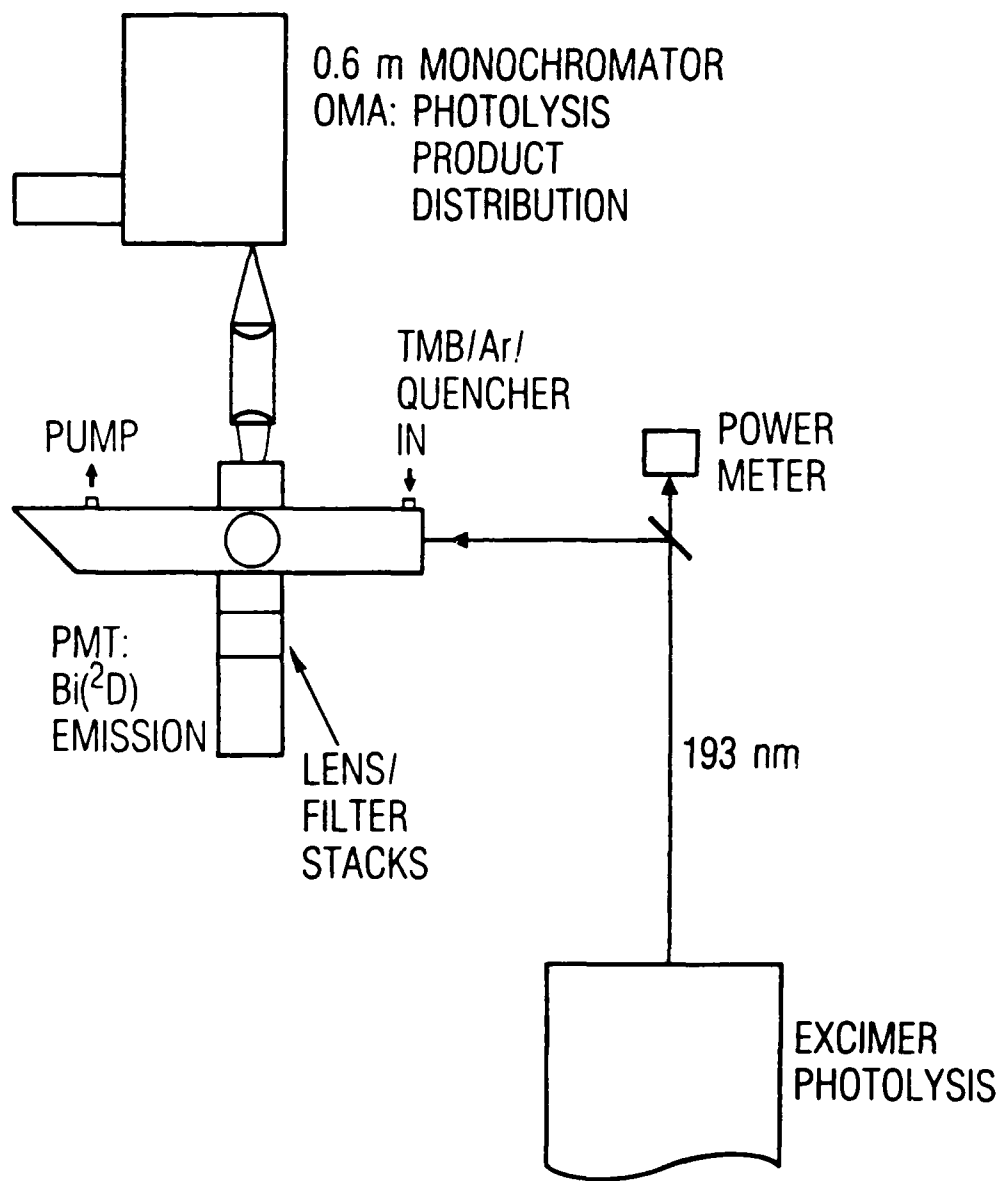 0.6 m MONOCHROMATOR
OMA: PHOTOLYSIS
PRODUCT
DISTRIBUTION
TMB/Ar/
QUENCHER
IN
PUMP
POWER
METER
PMT:
Bi(²D)
EMISSION
LENS/
FILTER
STACKS
193 nm
EXCIMER
PHOTOLYSIS